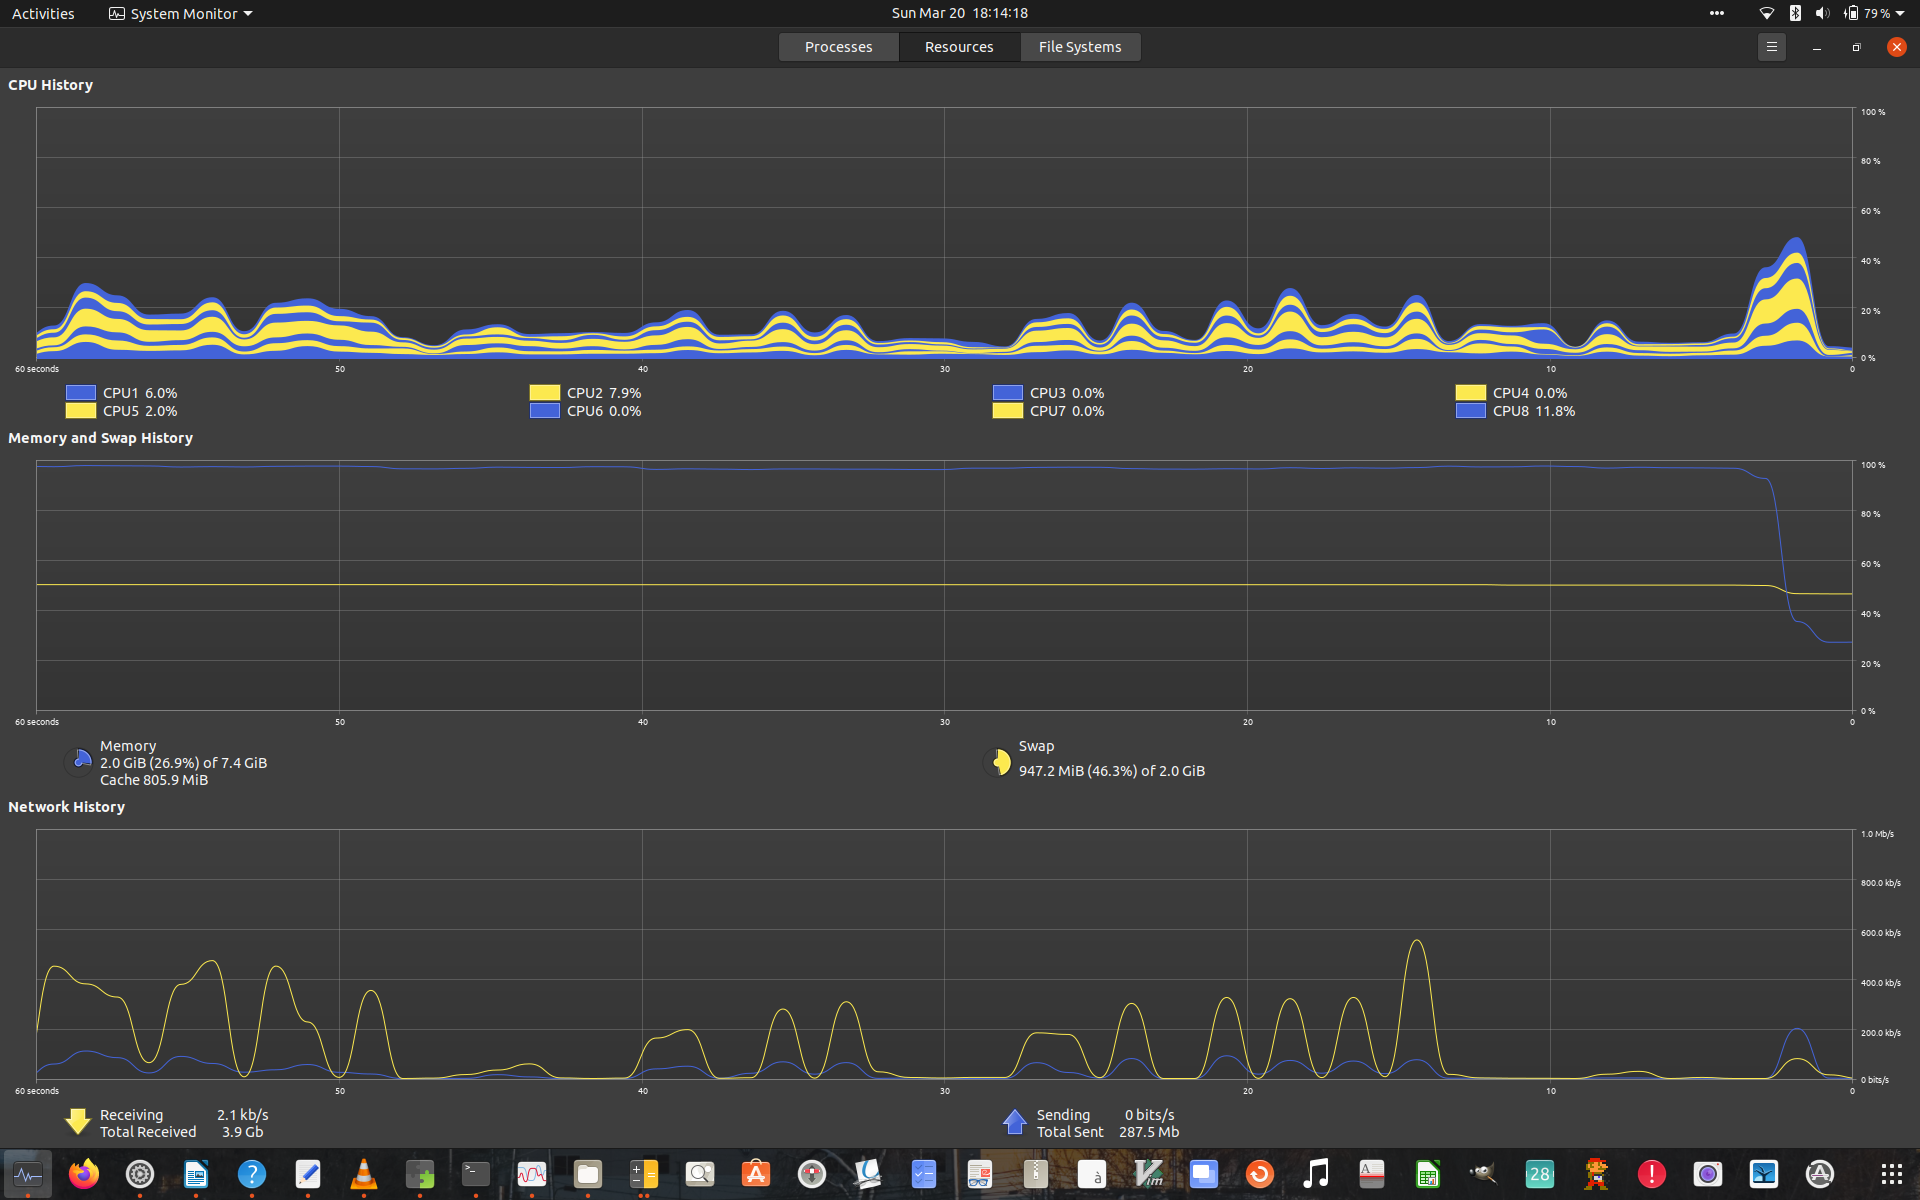 Activities System Monitor Sun Mar 20 18:14:18 79 %
Processes Resources File Systems
CPU History
100 %
80 %
60 %
40 %
20 %
0 %
60 seconds 50 40 30 20 10 0
CPU1 6.0% CPU2 7.9% CPU3 0.0% CPU4 0.0%
CPU5 2.0% CPU6 0.0% CPU7 0.0% CPU8 11.8%
Memory and Swap History
100 %
80 %
60 %
40 %
20 %
0 %
60 seconds 50 40 30 20 10 0
Memory
2.0 GiB (26.9%) of 7.4 GiB
Cache 805.9 MiB
Swap
947.2 MiB (46.3%) of 2.0 GiB
Network History
1.0 Mb/s
800.0 kb/s
600.0 kb/s
400.0 kb/s
200.0 kb/s
0 bits/s
60 seconds 50 40 30 20 10 0
Receiving 2.1 kb/s Sending 0 bits/s
Total Received 3.9 Gb Total Sent 287.5 Mb
? >_ à Vim A 28 !